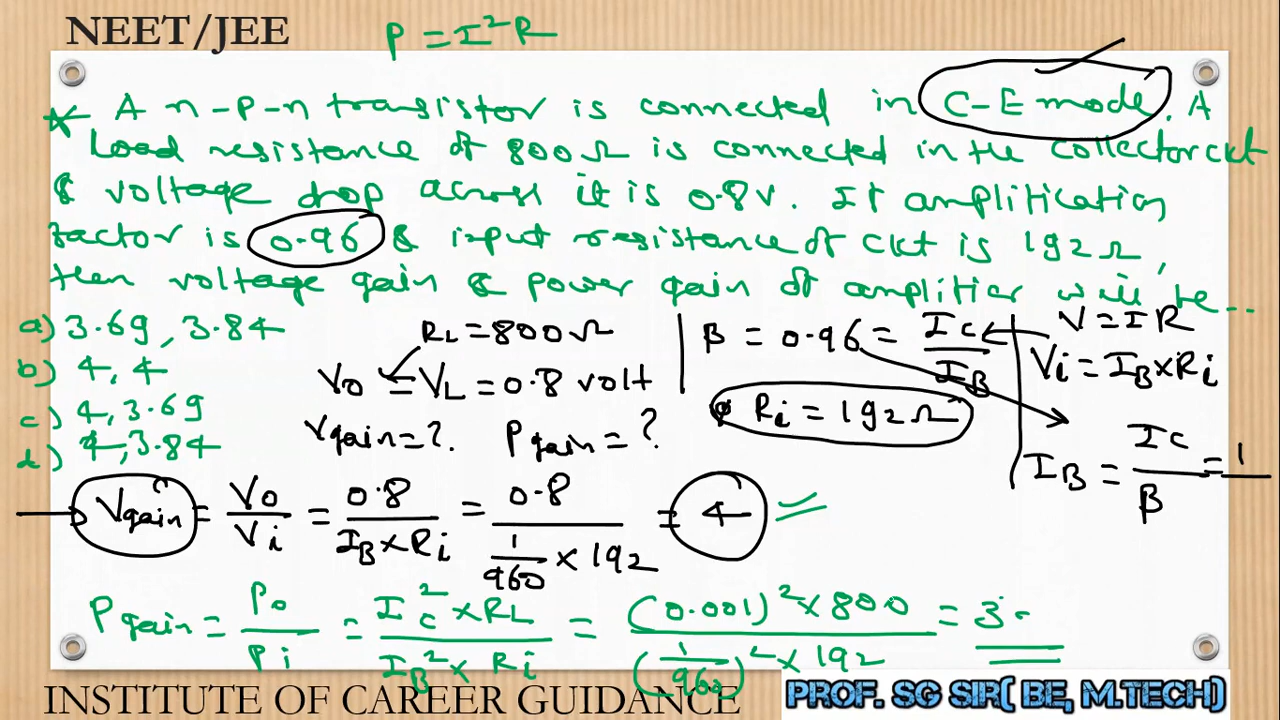 NEET/JEE
P = I²R
* A n-p-n transistor is connected in C-E mode. A
Load resistance of 800Ω is connected in the collector ckt
& voltage drop across it is 0.8v. If amplification
factor is 0.96 & input resistance of ckt is 192Ω,
then voltage gain & power gain of amplifier will be...
a) 3.69, 3.84
b) 4, 4
c) 4, 3.69
d) 4, 3.84
RL = 800Ω
Vo = VL = 0.8 volt
Vgain = ?. Pgain = ?
β = 0.96 = Ic/IB
Ri = 192Ω
V = IR
Vi = IB×Ri
IB = Ic/β = 1
Vgain = Vo/Vi = 0.8/(IB×Ri) = 0.8/(1/960 × 192) = 4
Pgain = Po/Pi = Ic²×RL/IB²×Ri = (0.001)²×800/(1/960)²×192 = 3.
INSTITUTE OF CAREER GUIDANCE
PROF. SG SIR( BE, M.TECH)